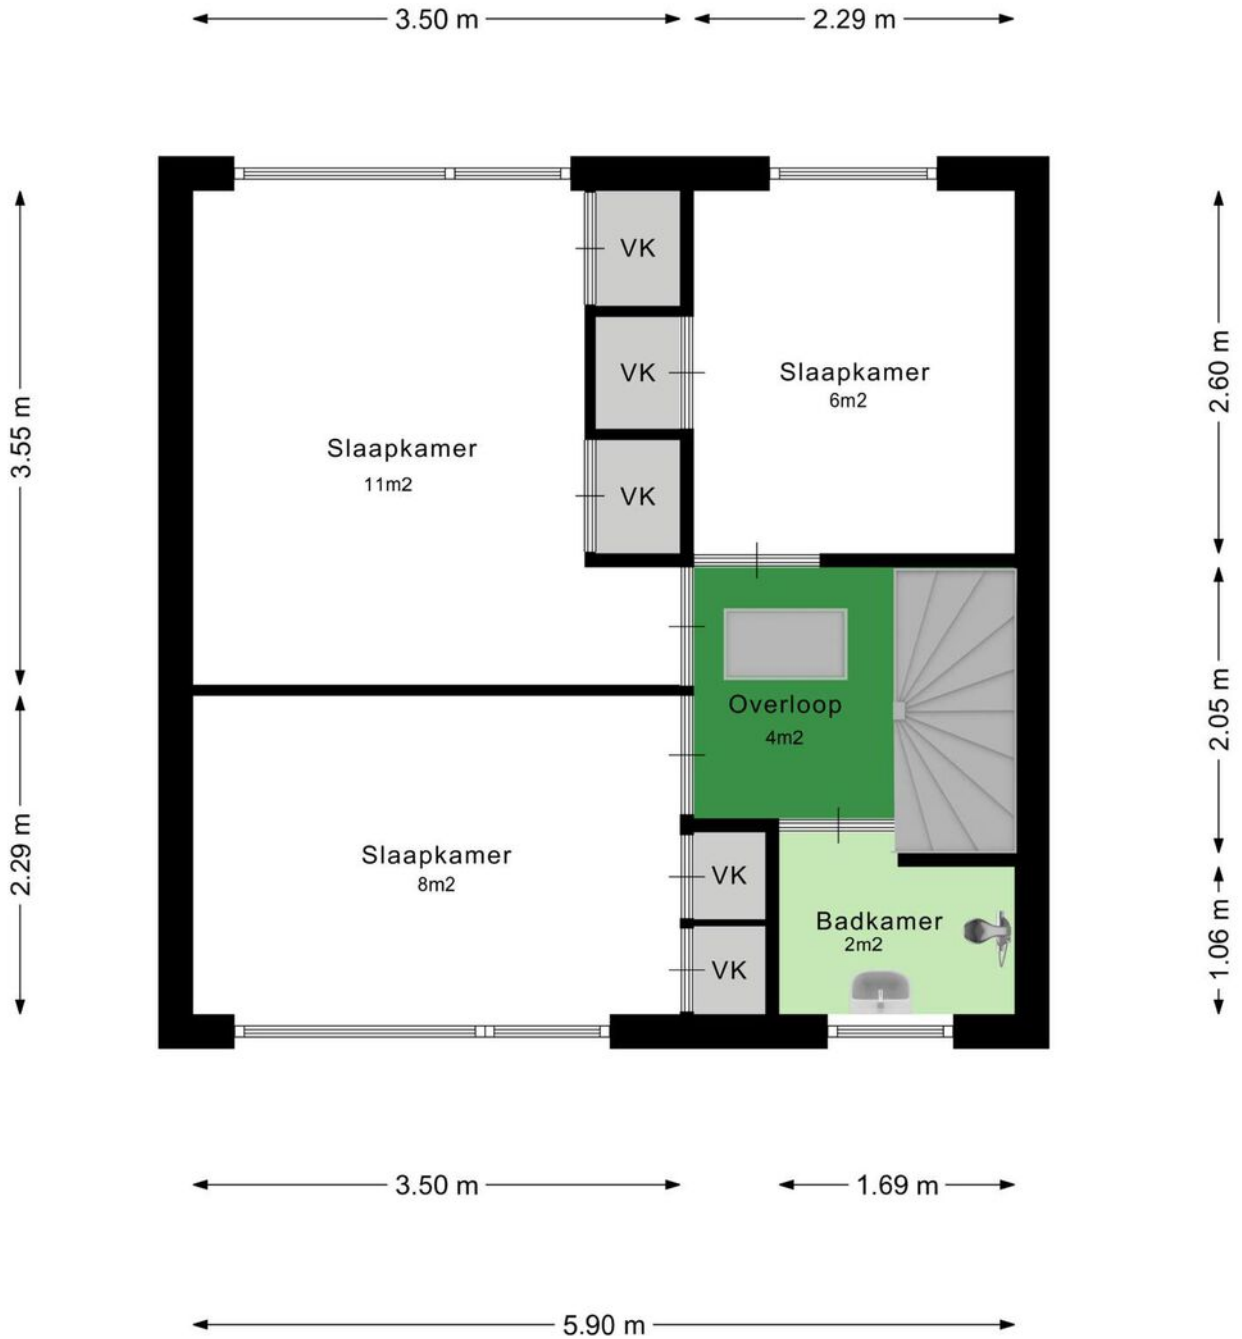 3.50 m
2.29 m
VK
VK
VK
Slaapkamer
6m2
2.60 m
3.55 m
Slaapkamer
11m2
Overloop
4m2
2.05 m
2.29 m
Slaapkamer
8m2
VK
VK
Badkamer
2m2
1.06 m
3.50 m
1.69 m
5.90 m